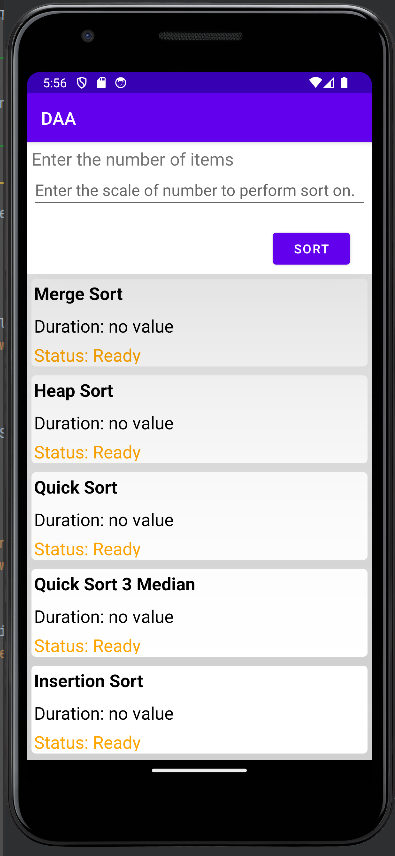 5:56
DAA
Enter the number of items
Enter the scale of number to perform sort on.
SORT
Merge Sort
Duration: no value
Status: Ready
Heap Sort
Duration: no value
Status: Ready
Quick Sort
Duration: no value
Status: Ready
Quick Sort 3 Median
Duration: no value
Status: Ready
Insertion Sort
Duration: no value
Status: Ready